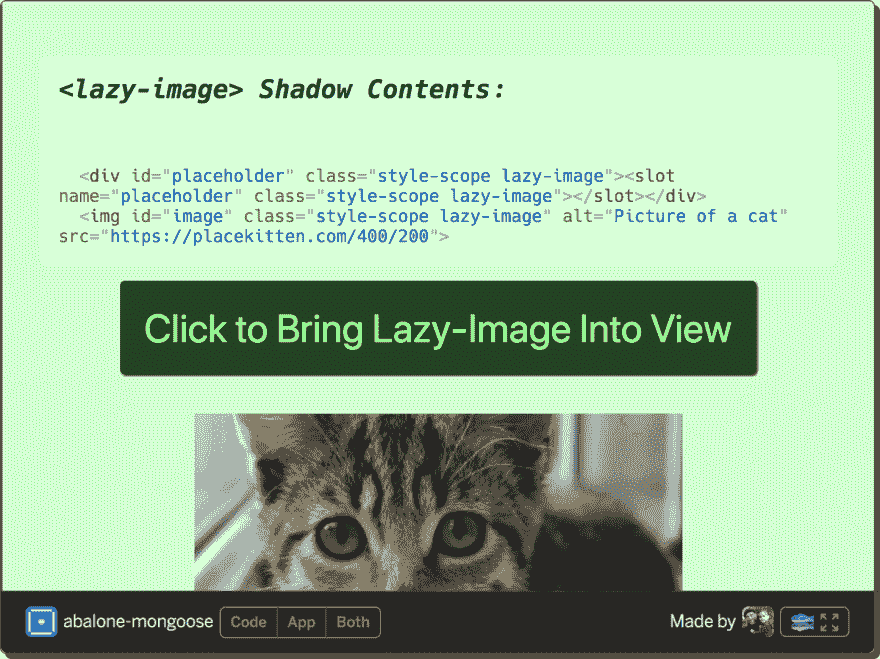 <lazy-image> Shadow Contents:
<div id="placeholder" class="style-scope lazy-image"><slot
name="placeholder" class="style-scope lazy-image"></slot></div>
<img id="image" class="style-scope lazy-image" alt="Picture of a cat"
src="https://placekitten.com/400/200">
Click to Bring Lazy-Image Into View
abalone-mongoose Code App Both Made by